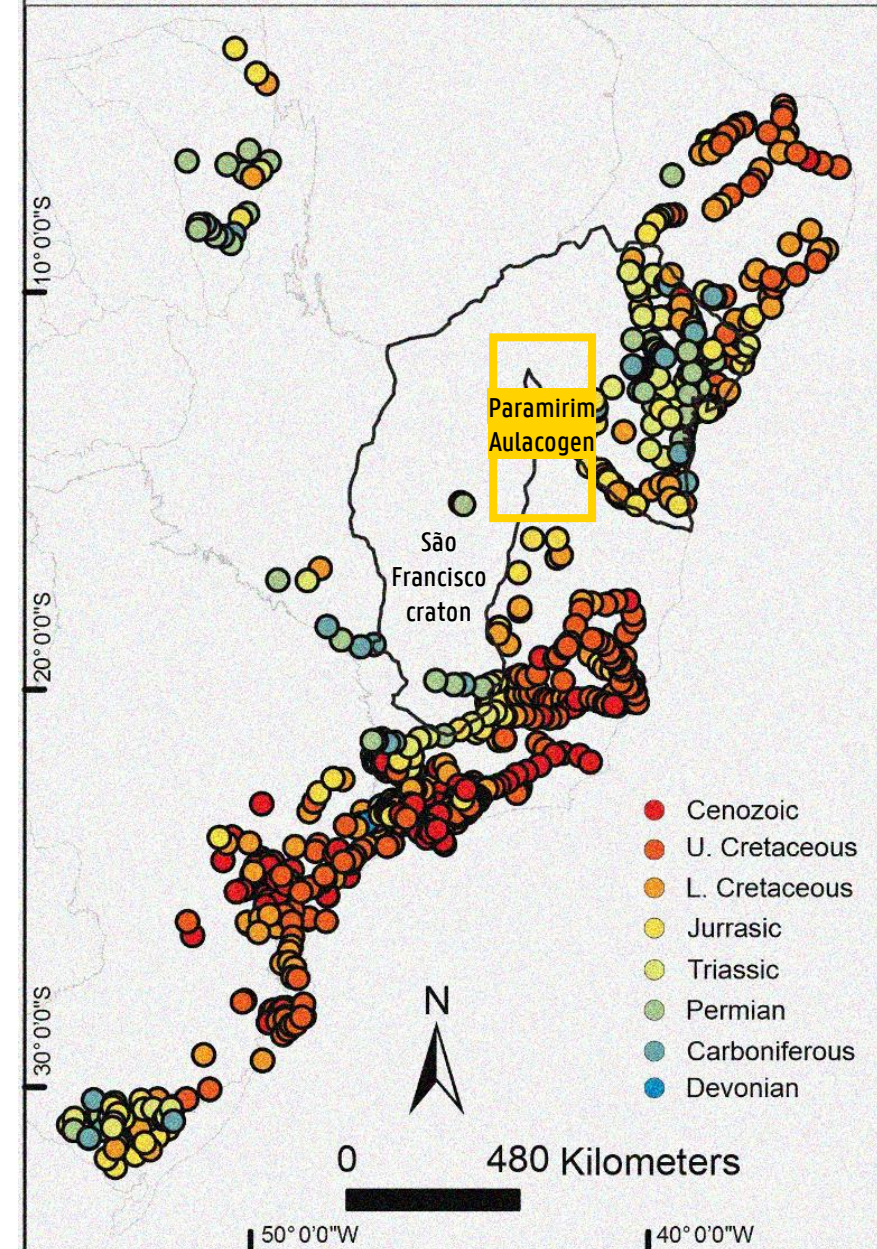 10° 0'0"S
Paramirim
Aulacogen
São
Francisco
craton
20° 0'0"S
Cenozoic
U. Cretaceous
L. Cretaceous
Jurrasic
Triassic
Permian
Carboniferous
Devonian
N
30° 0'0"S
0 480 Kilometers
50° 0'0"W 40° 0'0"W